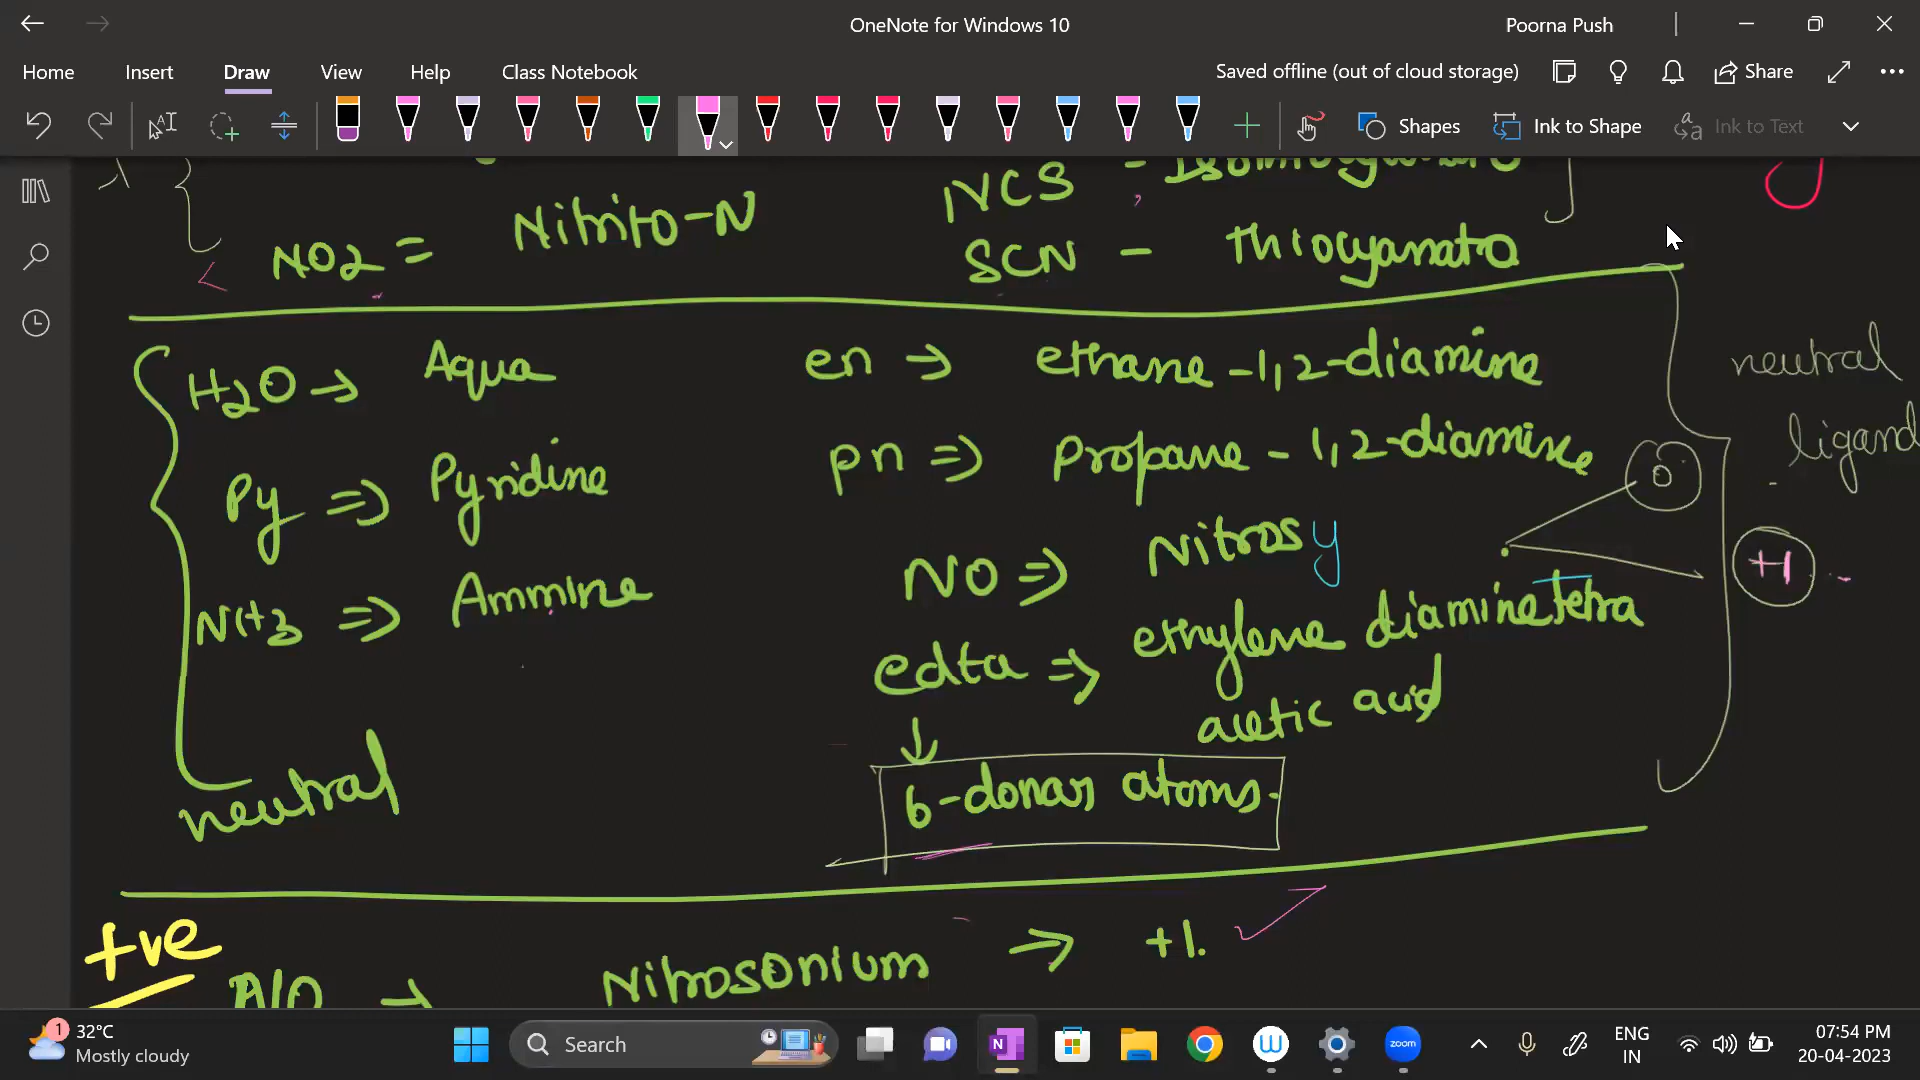 OneNote for Windows 10
Poorna Push
Home Insert Draw View Help Class Notebook
Saved offline (out of cloud storage)
Share
Shapes
Ink to Shape
Ink to Text
NCS -
NO2 = Nitrito-N
SCN - Thiocyanato
H2O → Aqua
en → ethane-1,2-diamine
neutral
ligand
Py ⇒ Pyridine
pn ⇒ Propane-1,2-diamine
O
NH3 ⇒ Ammine
NO ⇒ Nitrosy
+1
edta ⇒ ethylene diamine tetra
acetic acid
↓
neutral
6-donar atoms.
+ve
NO → Nitrosonium → +1.
1
32°C
Mostly cloudy
Search
zoom
ENG
IN
07:54 PM
20-04-2023